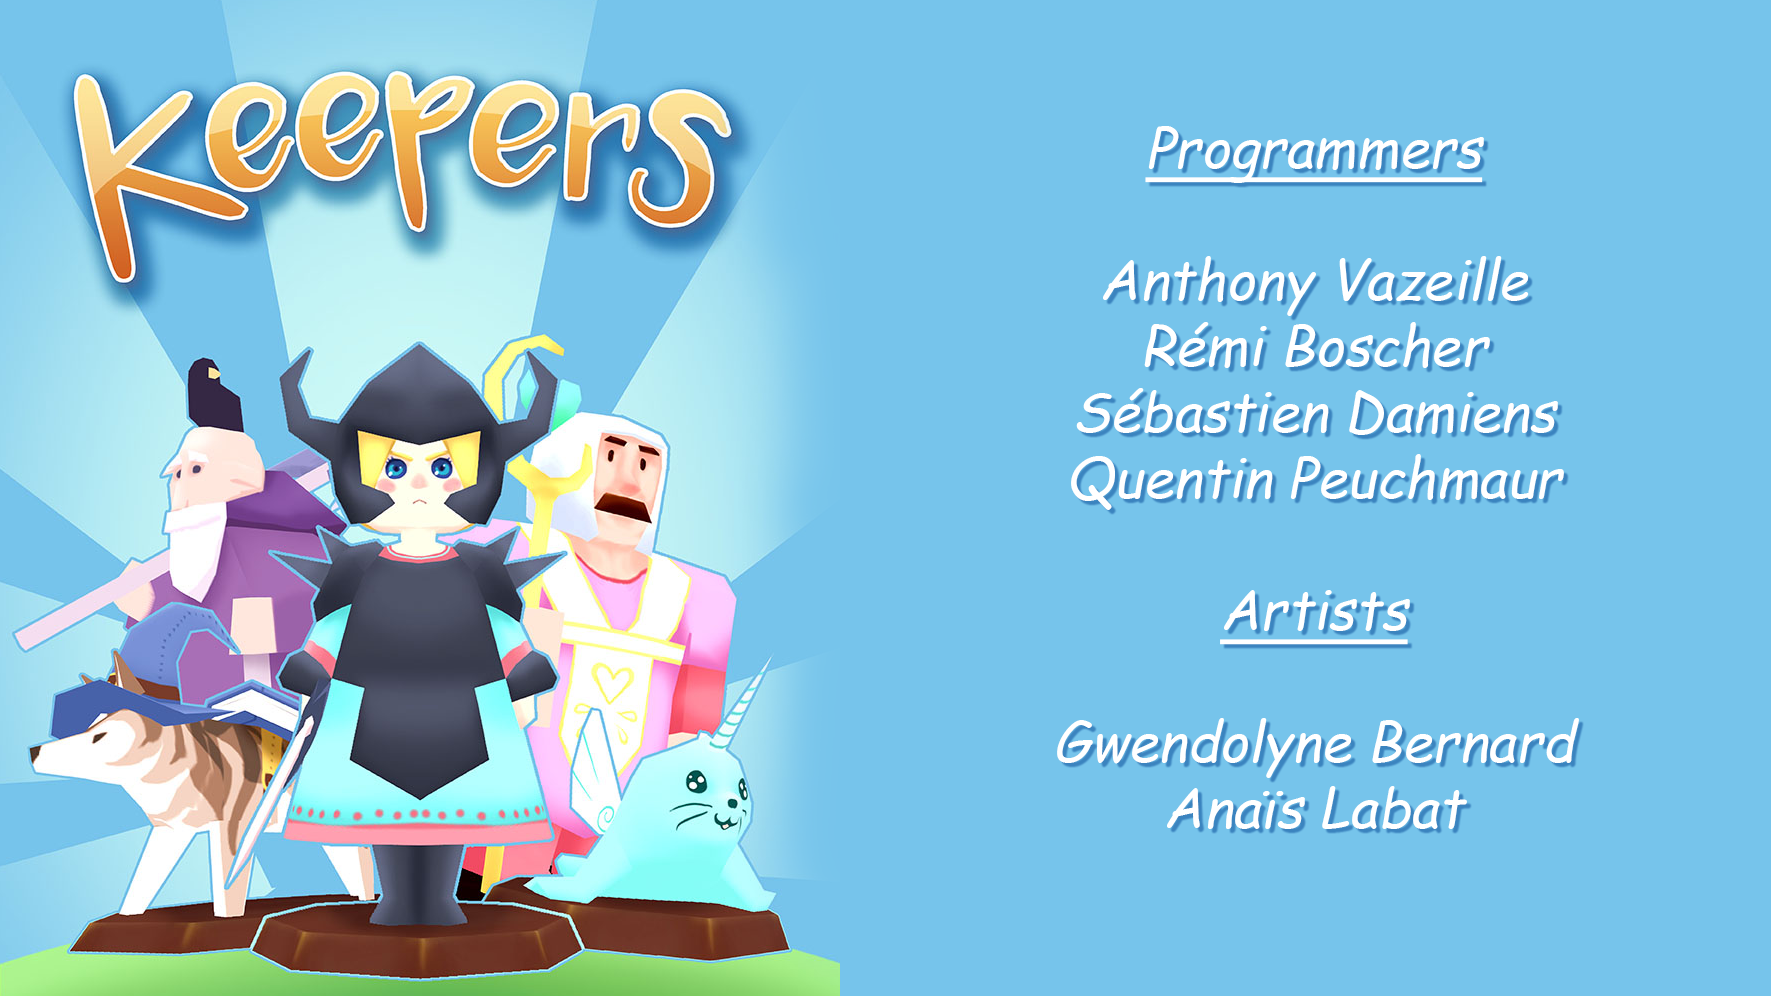 Keepers
Programmers
Anthony Vazeille
Rémi Boscher
Sébastien Damiens
Quentin Peuchmaur
Artists
Gwendolyne Bernard
Anaïs Labat